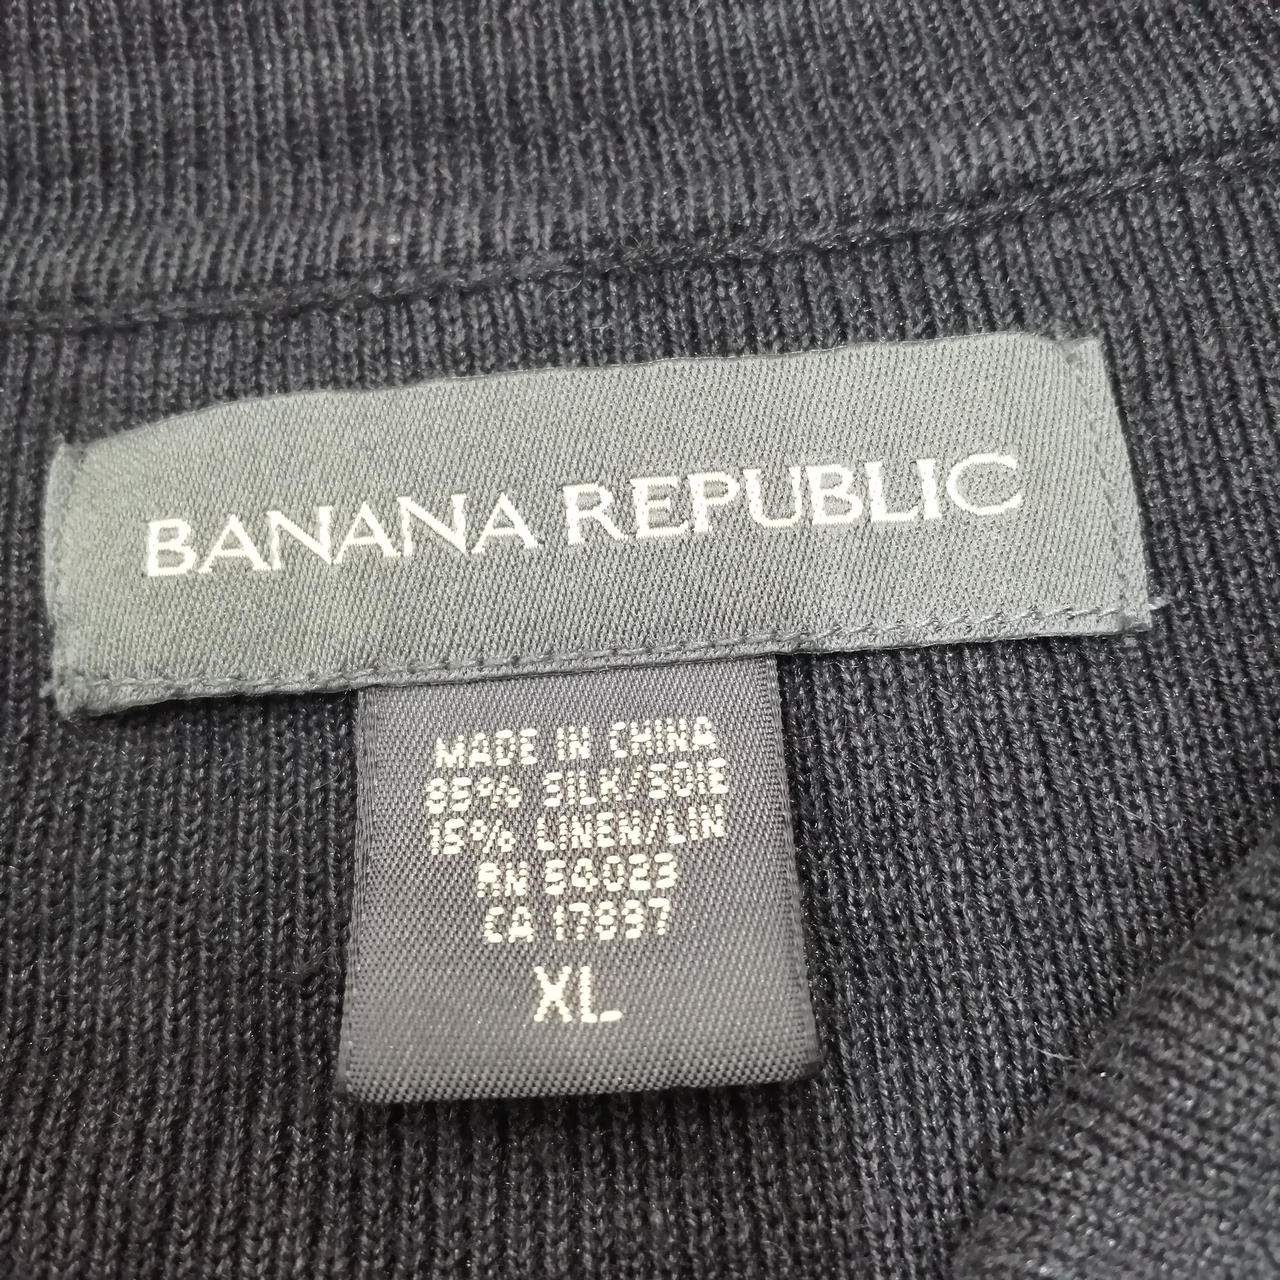 BANANA REPUBLIC
MADE IN CHINA
85% SILK/SOIE
15% LINEN/LIN
RN 54023
CA 17897
XL